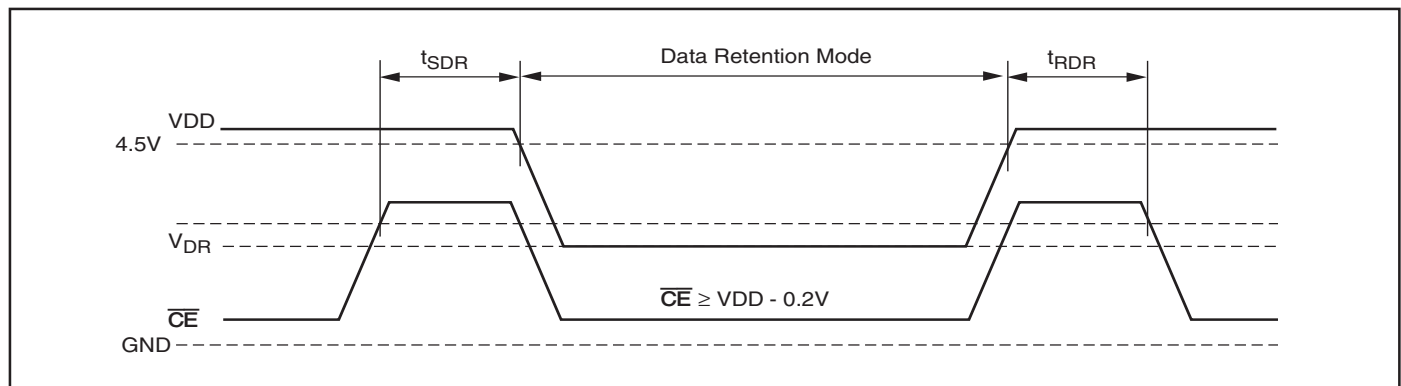 tSDR
Data Retention Mode
tRDR
VDD
4.5V
VDR
CE ≥ VDD - 0.2V
CE
GND